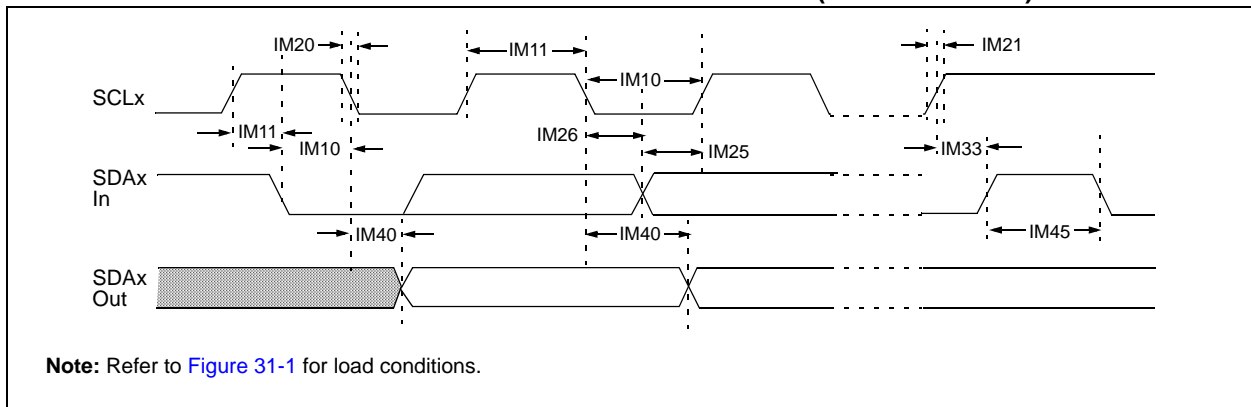 IM20
IM11
IM21
IM10
SCLx
IM11
IM26
IM10
IM25
IM33
SDAx
In
IM40
IM40
IM45
SDAx
Out
Note: Refer to Figure 31-1 for load conditions.